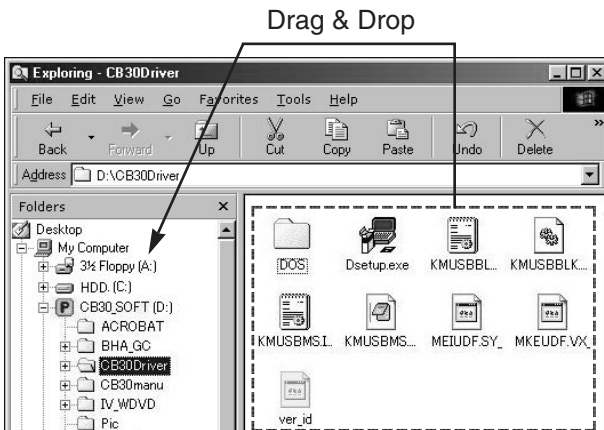 Drag & Drop
Exploring - CB30Driver
File Edit View Go Favorites Tools Help
Back Forward Up Cut Copy Paste Undo Delete »
Address D:\CB30Driver
Folders ×
Desktop
My Computer
3½ Floppy (A:)
HDD. (C:)
CB30_SOFT (D:)
ACROBAT
BHA_GC
CB30Driver
CB30manu
IV_WDVD
Pic
DOS Dsetup.exe KMUSBBL... KMUSBBLK...
KMUSBMS.I... KMUSBMS... MEIUDF.SY_ MKEUDF.VX_
ver_id